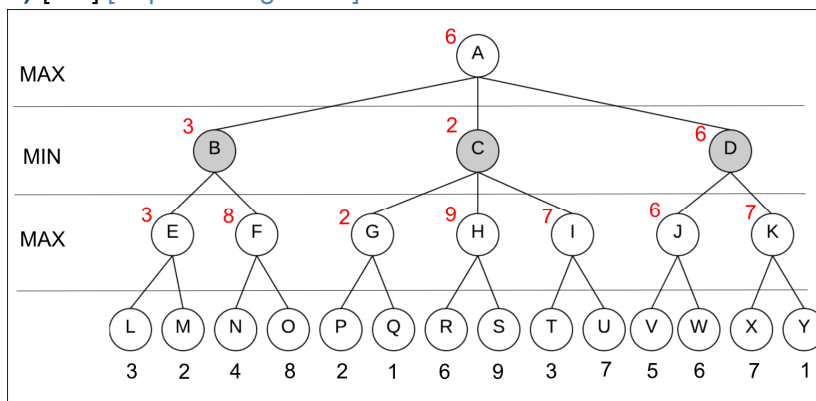 6 A
MAX
3 B 2 C 6 D
MIN
3 E 8 F 2 G 9 H 7 I 6 J 7 K
MAX
L M N O P Q R S T U V W X Y
3 2 4 8 2 1 6 9 3 7 5 6 7 1